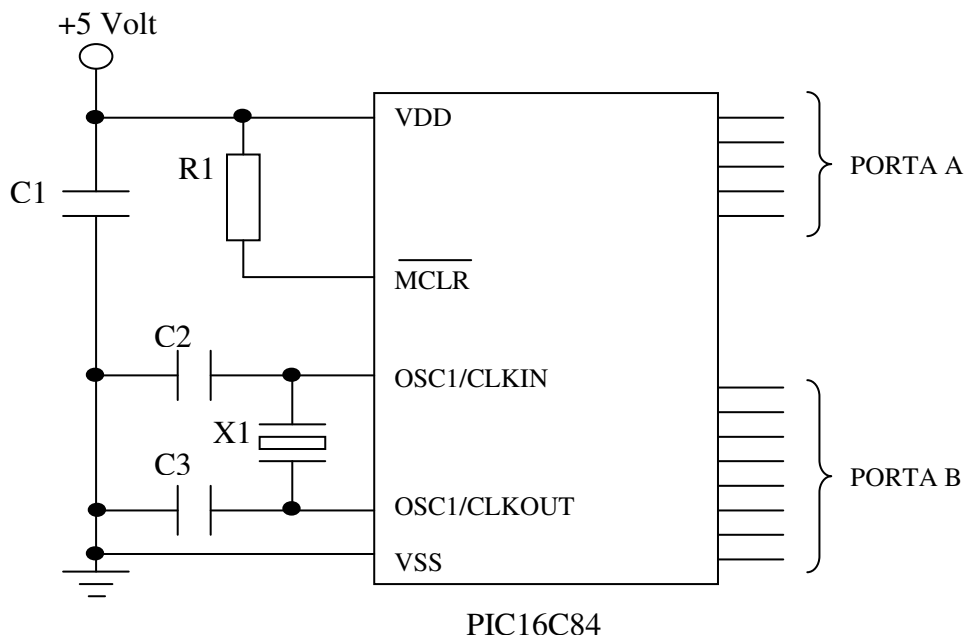 +5 Volt
VDD
R1
PORTA A
C1
MCLR
C2
OSC1/CLKIN
X1
C3
PORTA B
OSC1/CLKOUT
VSS
PIC16C84